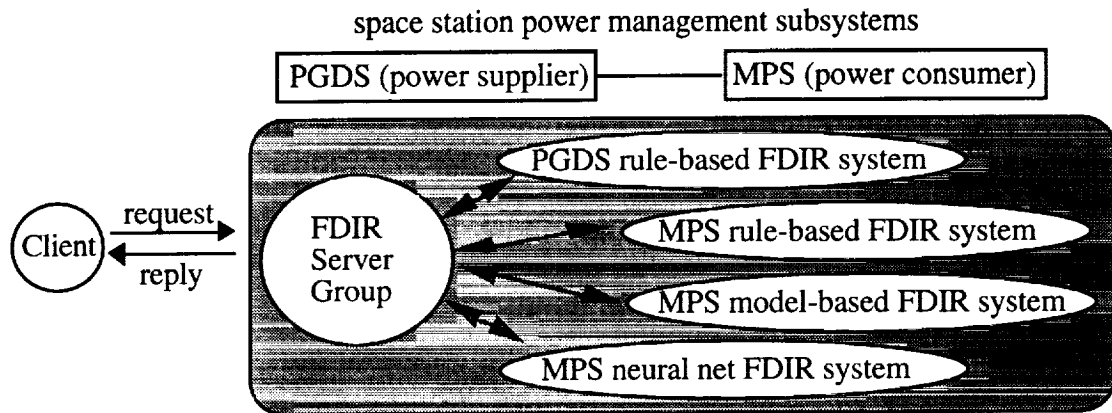 space station power management subsystems
PGDS (power supplier)
MPS (power consumer)
PGDS rule-based FDIR system
request
FDIR
Server
Group
MPS rule-based FDIR system
Client
reply
MPS model-based FDIR system
MPS neural net FDIR system